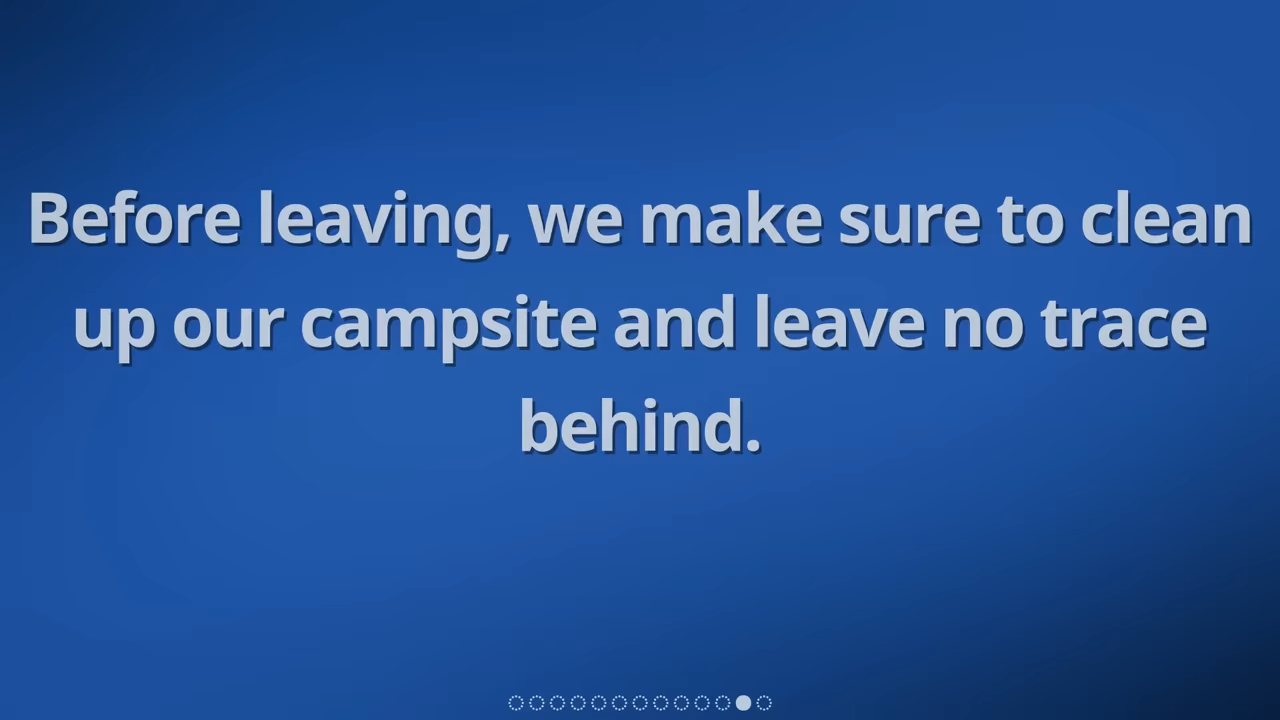 Before leaving, we make sure to clean
up our campsite and leave no trace
behind.